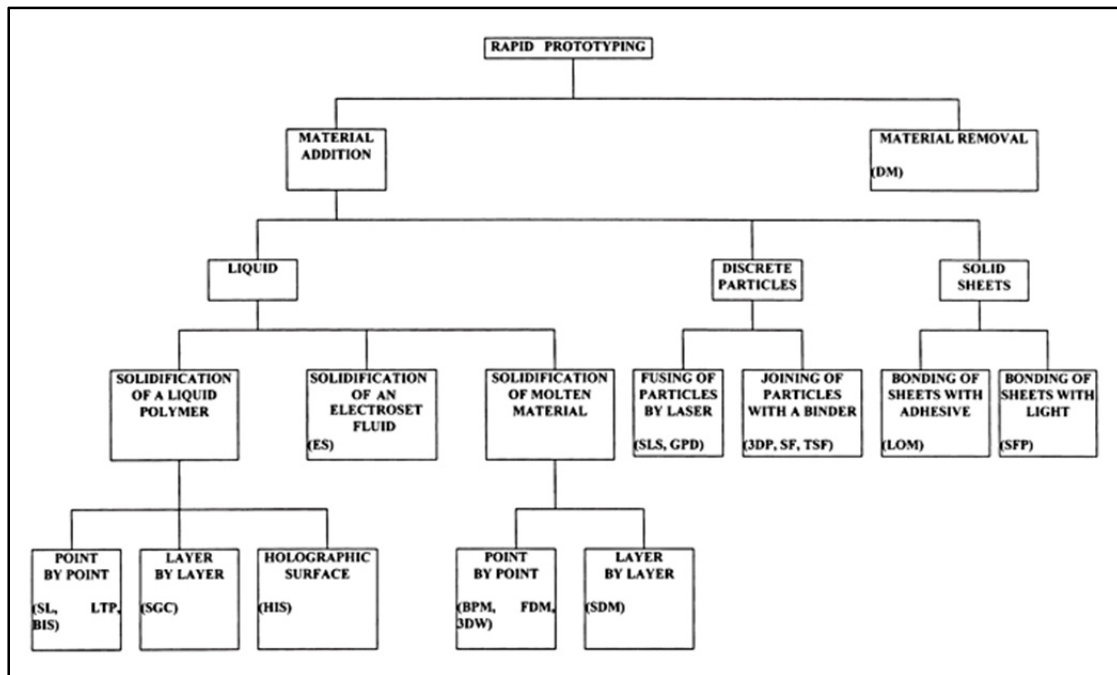 RAPID PROTOTYPING
MATERIAL
ADDITION
MATERIAL REMOVAL
(DM)
LIQUID
DISCRETE
PARTICLES
SOLID
SHEETS
SOLIDIFICATION
OF A LIQUID
POLYMER
SOLIDIFICATION
OF AN
ELECTROSET
FLUID
(ES)
SOLIDIFICATION
OF MOLTEN
MATERIAL
FUSING OF
PARTICLES
BY LASER
(SLS, GPD)
JOINING OF
PARTICLES
WITH A BINDER
(3DP, SF, TSF)
BONDING OF
SHEETS WITH
ADHESIVE
(LOM)
BONDING OF
SHEETS WITH
LIGHT
(SFP)
POINT
BY POINT
(SL, LTP,
BIS)
LAYER
BY LAYER
(SGC)
HOLOGRAPHIC
SURFACE
(HIS)
POINT
BY POINT
(BPM, FDM,
3DW)
LAYER
BY LAYER
(SDM)